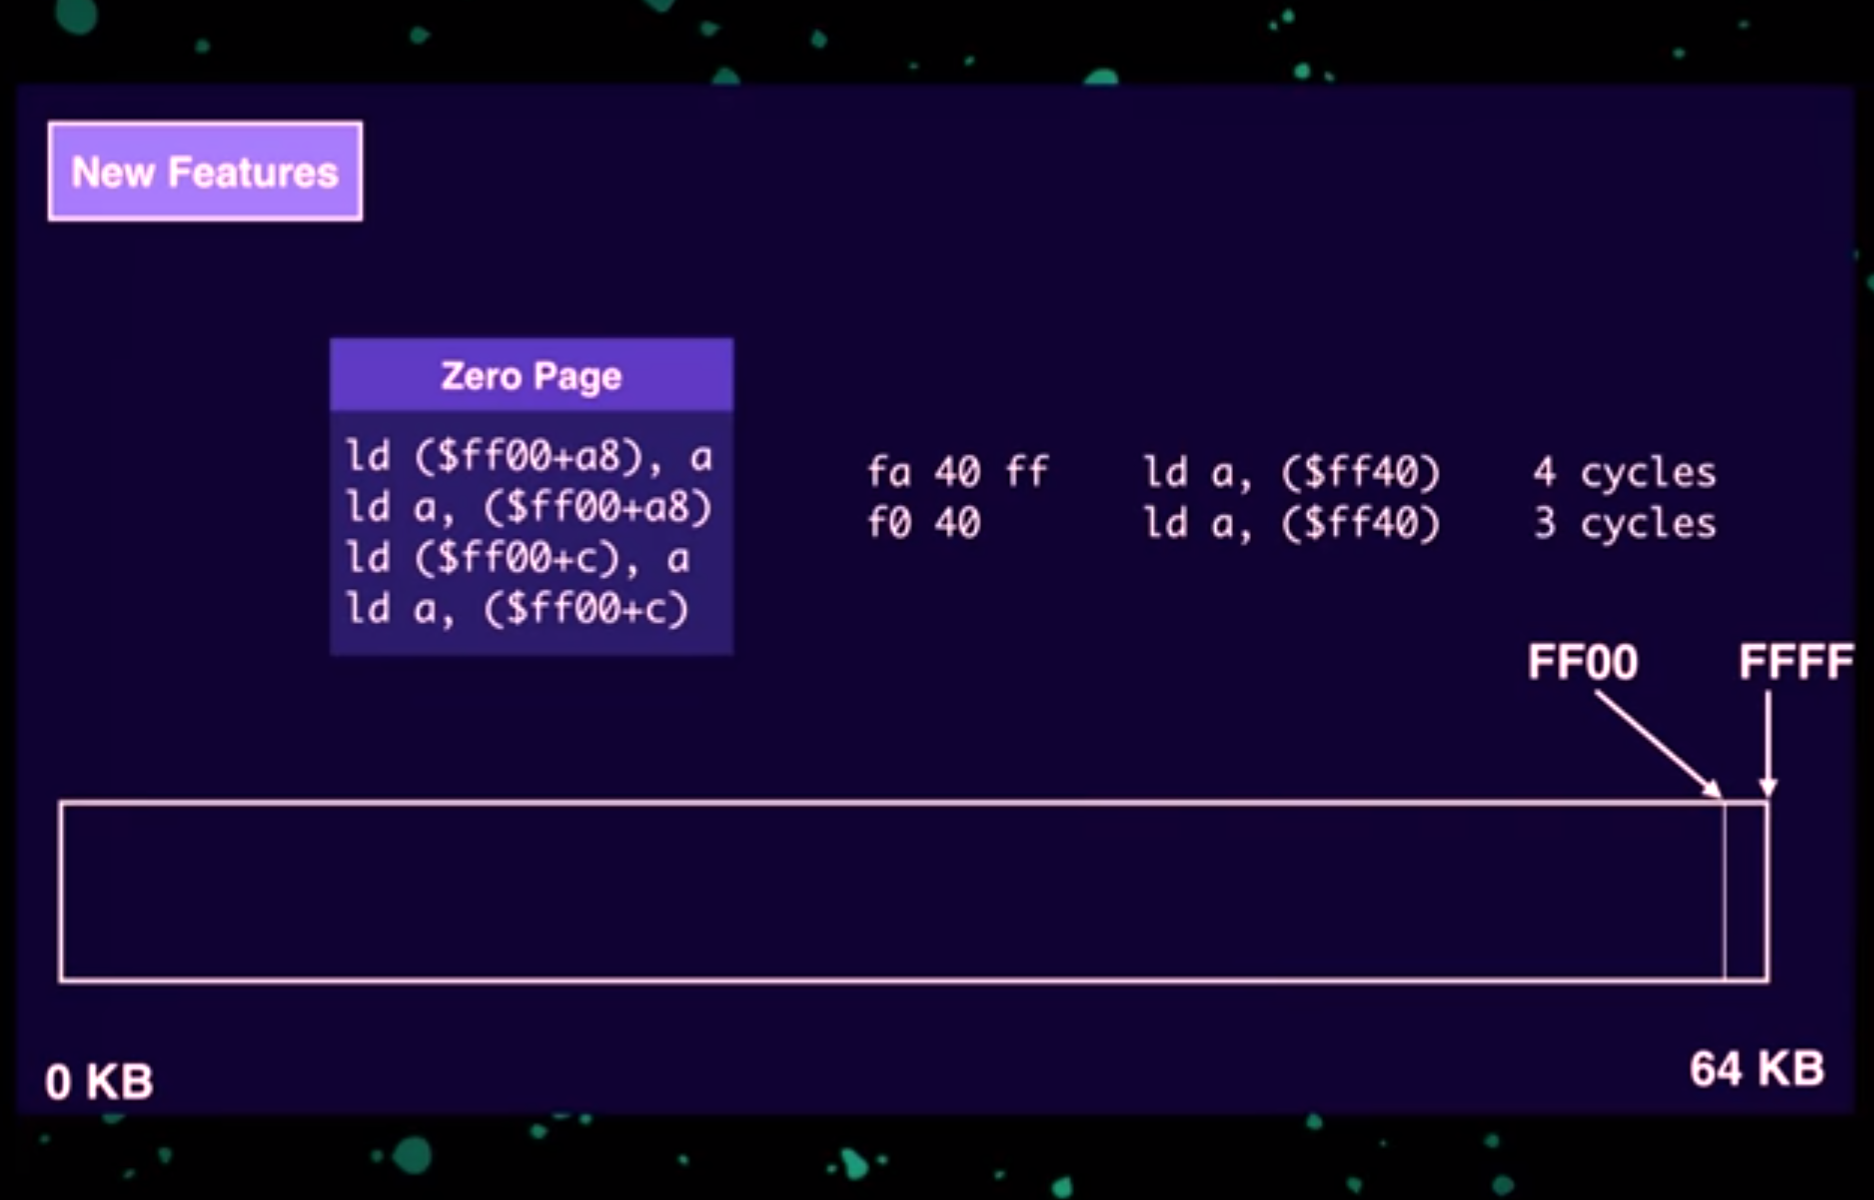 New Features
Zero Page
ld ($ff00+a8), a
ld a, ($ff00+a8)
ld ($ff00+c), a
ld a, ($ff00+c)
fa 40 ff ld a, ($ff40) 4 cycles
f0 40 ld a, ($ff40) 3 cycles
FF00 FFFF
0 KB 64 KB